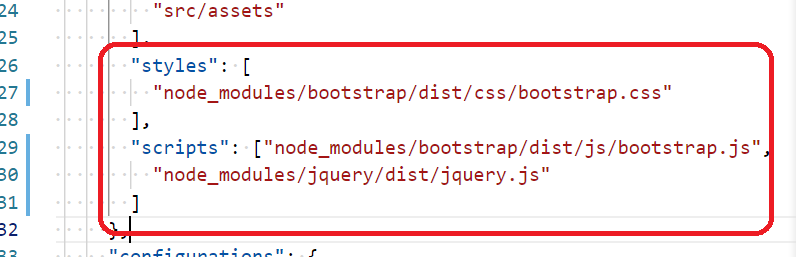 24 "src/assets"
25 ],
26 "styles": [
27 "node_modules/bootstrap/dist/css/bootstrap.css"
28 ],
29 "scripts": ["node_modules/bootstrap/dist/js/bootstrap.js",
30 "node_modules/jquery/dist/jquery.js"
31 ]
32 },
33 "configurations": {